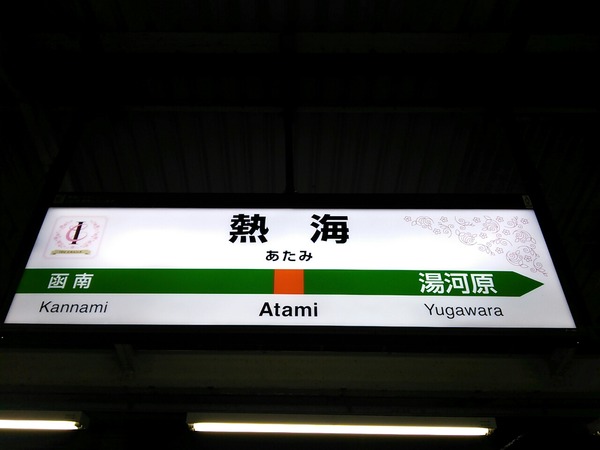 熱海
あたみ
函南
湯河原
Kannami
Atami
Yugawara